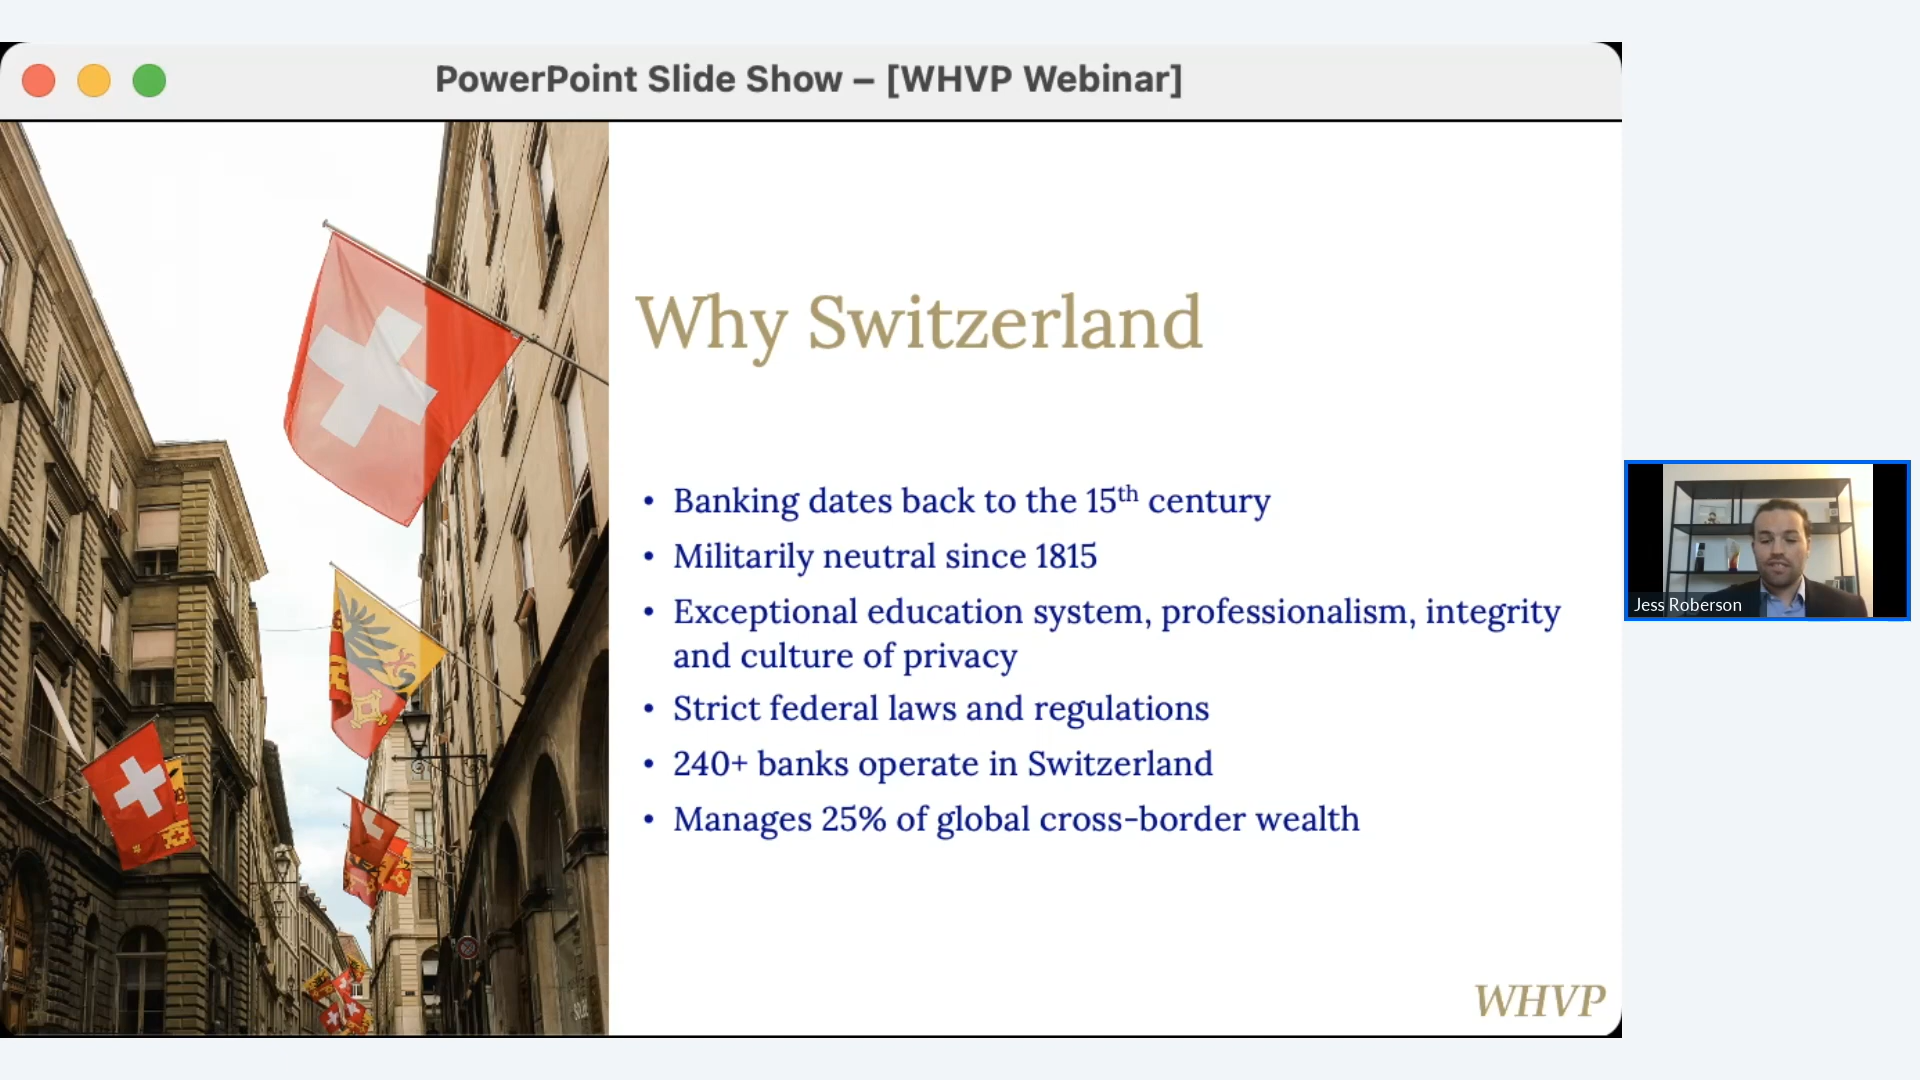 PowerPoint Slide Show – [WHVP Webinar]
Why Switzerland
• Banking dates back to the 15th century
• Militarily neutral since 1815
• Exceptional education system, professionalism, integrity
and culture of privacy
• Strict federal laws and regulations
• 240+ banks operate in Switzerland
• Manages 25% of global cross-border wealth
WHVP
Jess Roberson